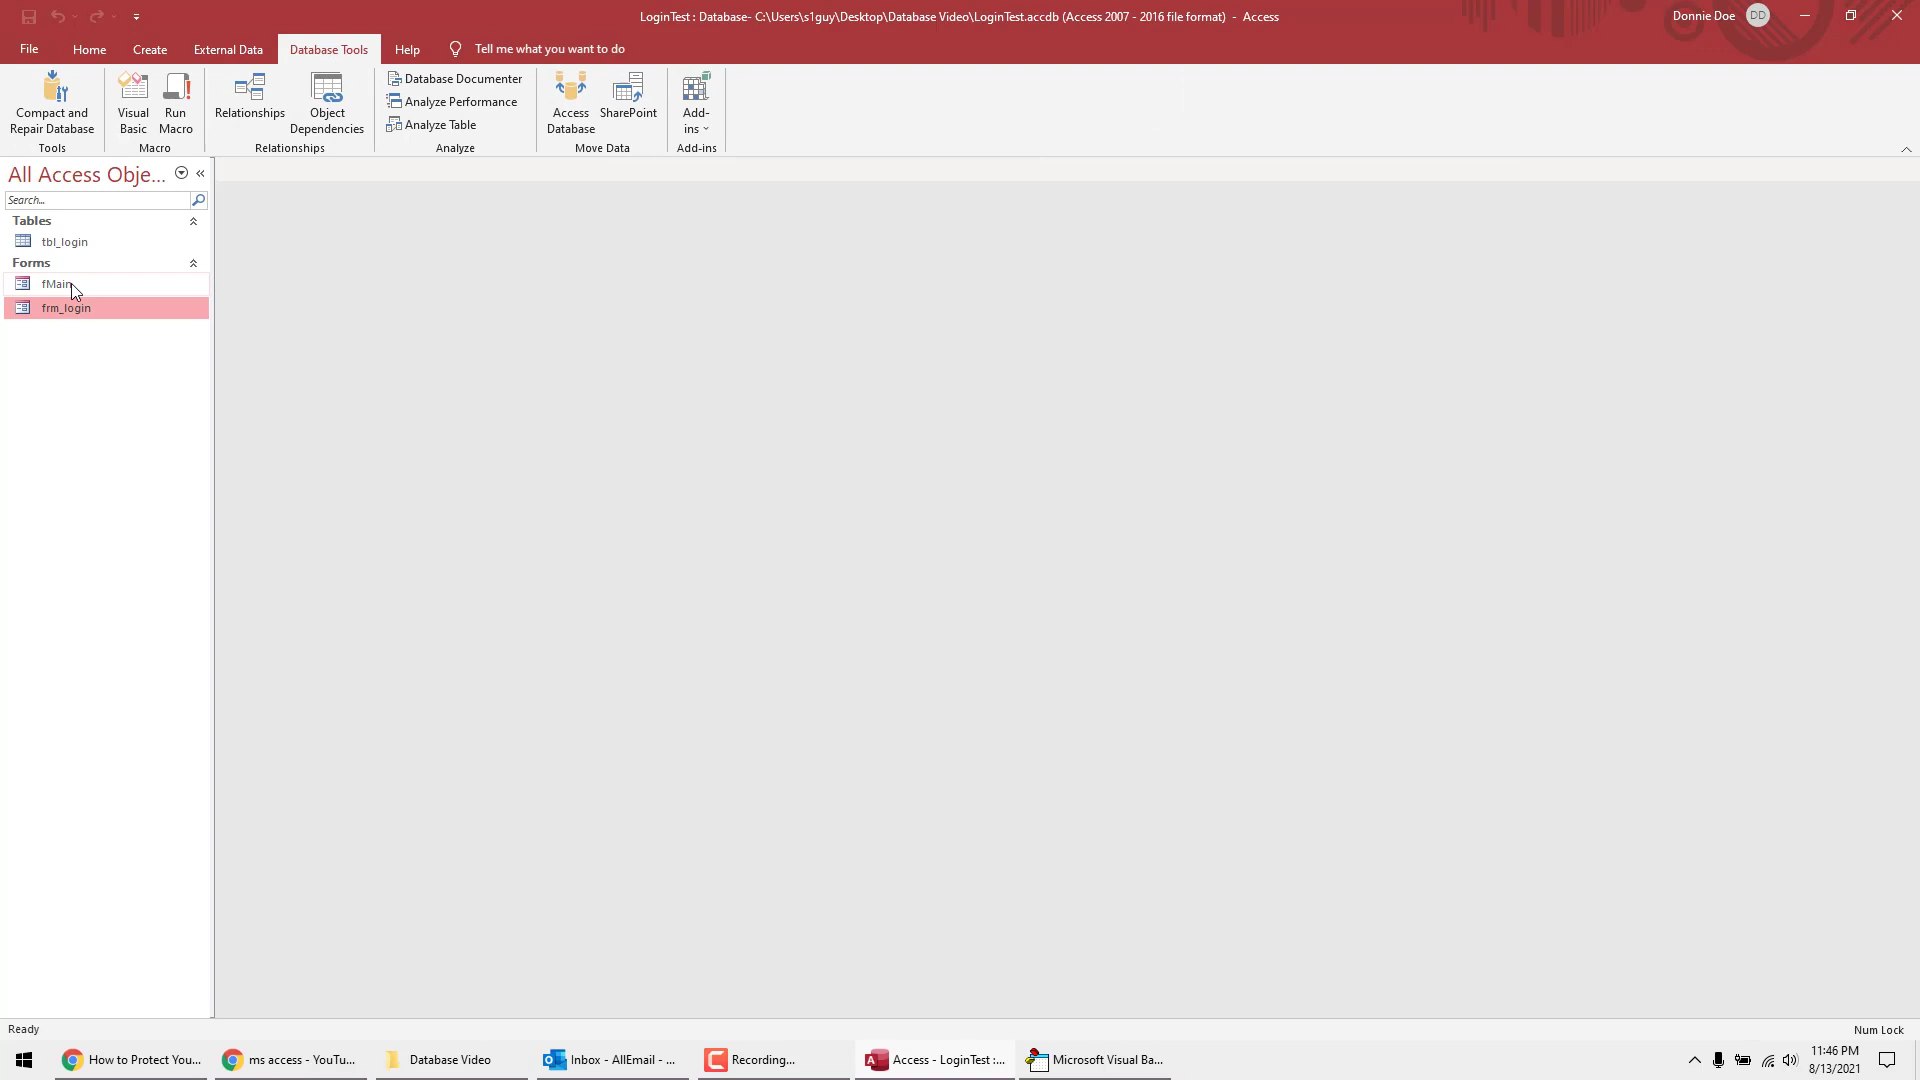 LoginTest : Database- C:\Users\s1guy\Desktop\Database Video\LoginTest.accdb (Access 2007 - 2016 file format) - Access
Donnie Doe DD
File Home Create External Data Database Tools Help Tell me what you want to do
Compact and Repair Database
Visual Basic
Run Macro
Relationships
Object Dependencies
Database Documenter
Analyze Performance
Analyze Table
Access Database
SharePoint
Add-ins
Tools Macro Relationships Analyze Move Data Add-ins
All Access Obje...
Search...
Tables
tbl_login
Forms
fMain
frm_login
Ready
Num Lock
How to Protect You...
ms access - YouTu...
Database Video
Inbox - AllEmail - ...
Recording...
Access - LoginTest :...
Microsoft Visual Ba...
11:46 PM
8/13/2021